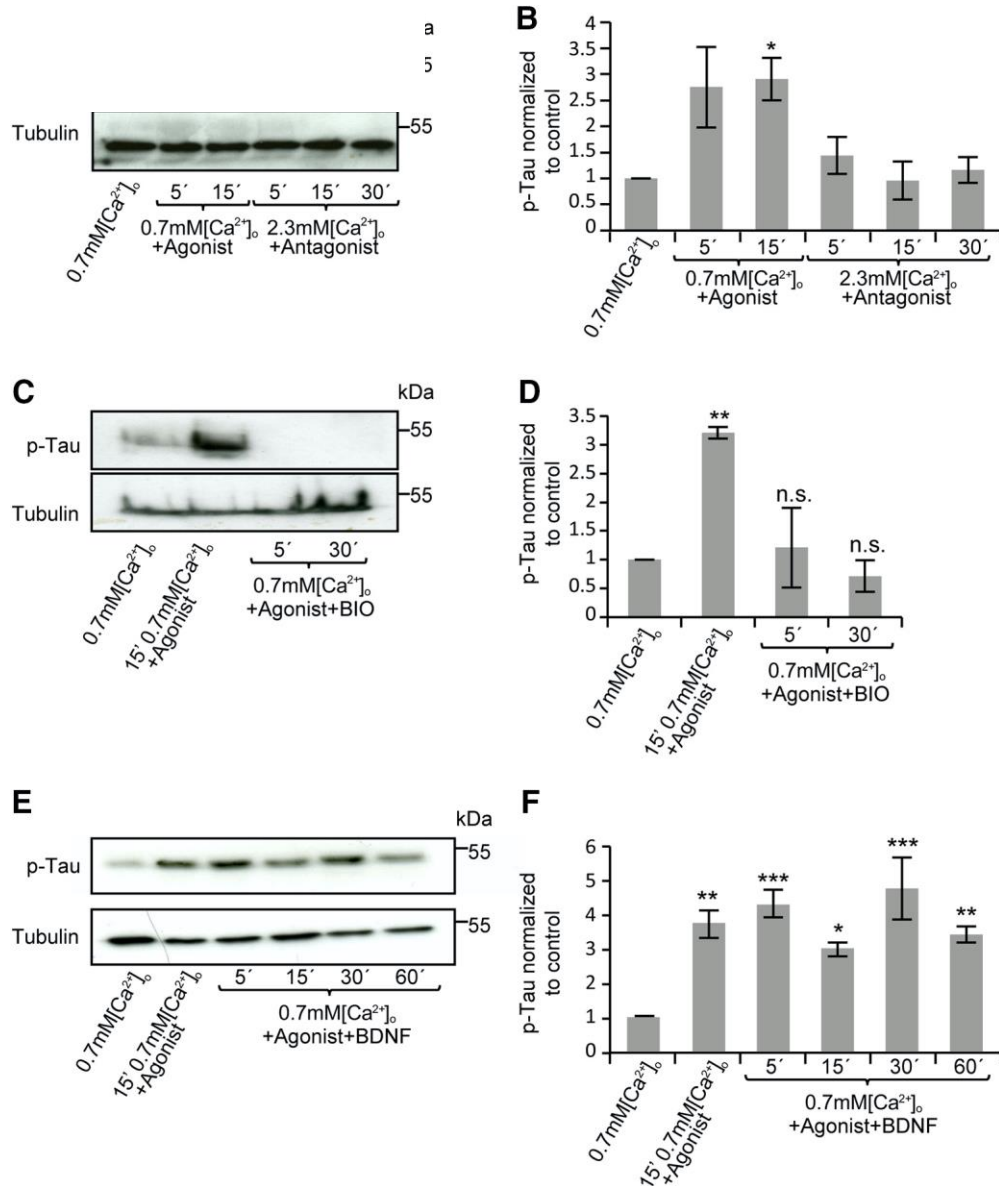 a
5
Tubulin
55
0.7mM[Ca²⁺]ₒ
5´ 15´ 5´ 15´ 30´
0.7mM[Ca²⁺]ₒ 2.3mM[Ca²⁺]ₒ
+Agonist +Antagonist
B
p-Tau normalized
to control
4
3.5
3
2.5
2
1.5
1
0.5
0
*
0.7mM[Ca²⁺]ₒ
5´ 15´ 5´ 15´ 30´
0.7mM[Ca²⁺]ₒ 2.3mM[Ca²⁺]ₒ
+Agonist +Antagonist
C
kDa
p-Tau
55
Tubulin
55
0.7mM[Ca²⁺]ₒ
15' 0.7mM[Ca²⁺]ₒ
+Agonist
5´ 30´
0.7mM[Ca²⁺]ₒ
+Agonist+BIO
D
p-Tau normalized
to control
3.5
3
2.5
2
1.5
1
0.5
0
**
n.s.
n.s.
0.7mM[Ca²⁺]ₒ
15' 0.7mM[Ca²⁺]ₒ
+Agonist
5´ 30´
0.7mM[Ca²⁺]ₒ
+Agonist+BIO
E
kDa
p-Tau
55
Tubulin
55
0.7mM[Ca²⁺]ₒ
15' 0.7mM[Ca²⁺]ₒ
+Agonist
5´ 15´ 30´ 60´
0.7mM[Ca²⁺]ₒ
+Agonist+BDNF
F
p-Tau normalized
to control
6
5
4
3
2
1
0
**
***
*
***
**
0.7mM[Ca²⁺]ₒ
15' 0.7mM[Ca²⁺]ₒ
+Agonist
5´ 15´ 30´ 60´
0.7mM[Ca²⁺]ₒ
+Agonist+BDNF